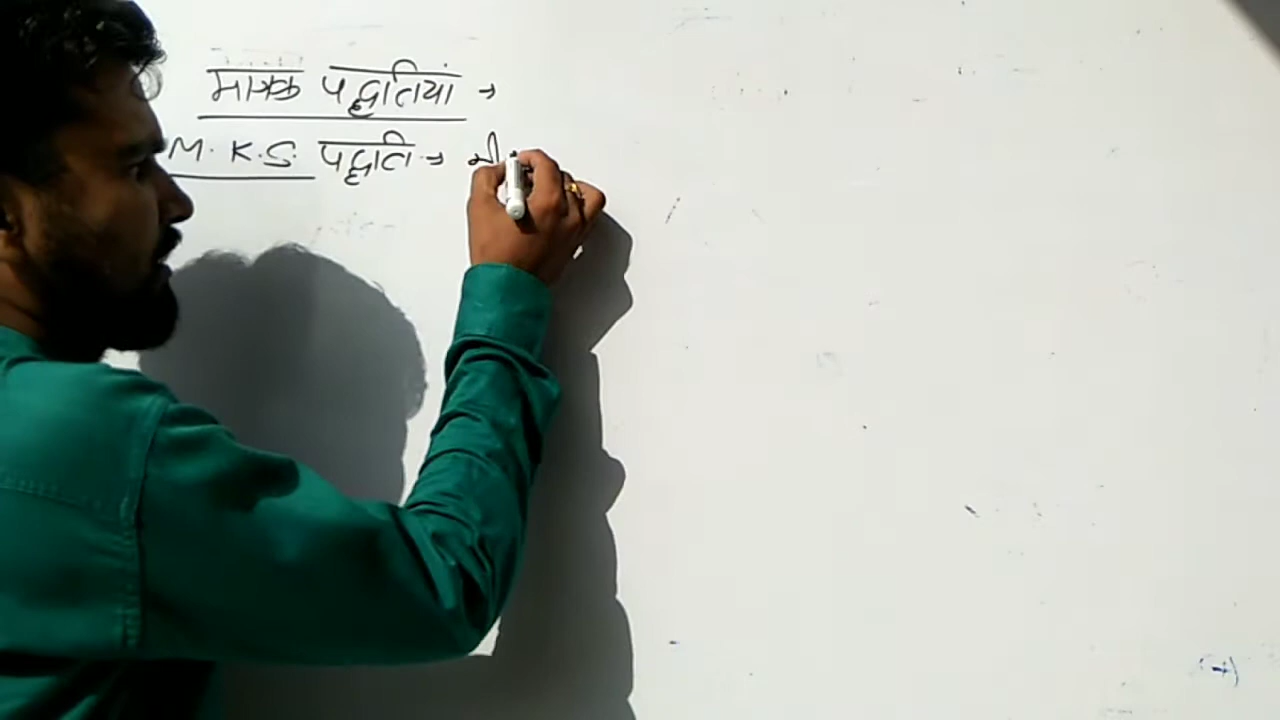 मात्रक पद्धतियां →
M. K. S. पद्धति → मी
(+)